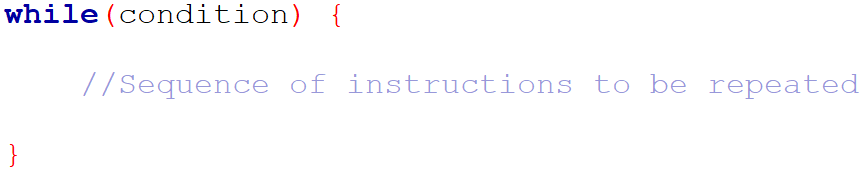 while(condition) {
//Sequence of instructions to be repeated
}